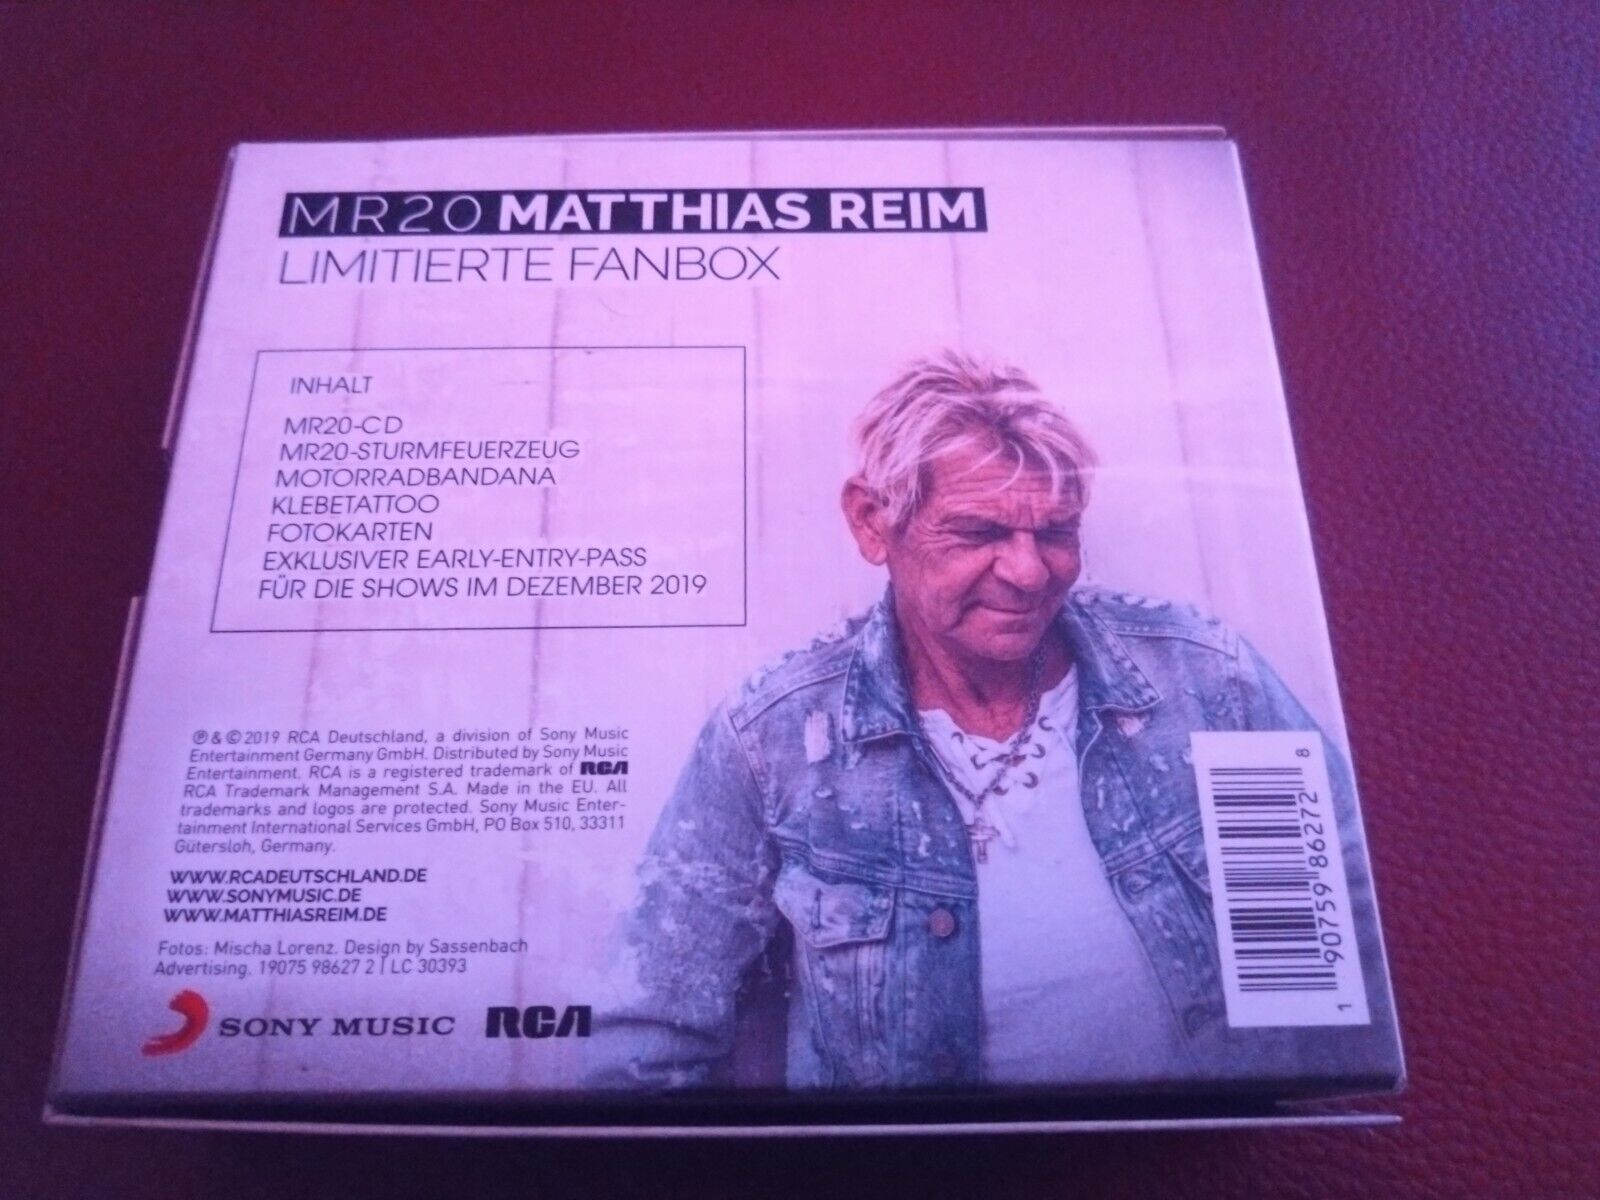 MR20 MATTHIAS REIM
LIMITIERTE FANBOX
INHALT
MR20-CD
MR20-STURMFEUERZEUG
MOTORRADBANDANA
KLEBETATTOO
FOTOKARTEN
EXKLUSIVER EARLY-ENTRY-PASS
FÜR DIE SHOWS IM DEZEMBER 2019
℗ & © 2019 RCA Deutschland, a division of Sony Music
Entertainment Germany GmbH. Distributed by Sony Music
Entertainment. RCA is a registered trademark of RCA
RCA Trademark Management S.A. Made in the EU. All
trademarks and logos are protected. Sony Music Enter-
tainment International Services GmbH, PO Box 510, 33311
Gütersloh, Germany.
WWW.RCADEUTSCHLAND.DE
WWW.SONYMUSIC.DE
WWW.MATTHIASREIM.DE
Fotos: Mischa Lorenz. Design by Sassenbach
Advertising. 19075 98627 2 | LC 30393
SONY MUSIC RCA
1 90759 86272 8